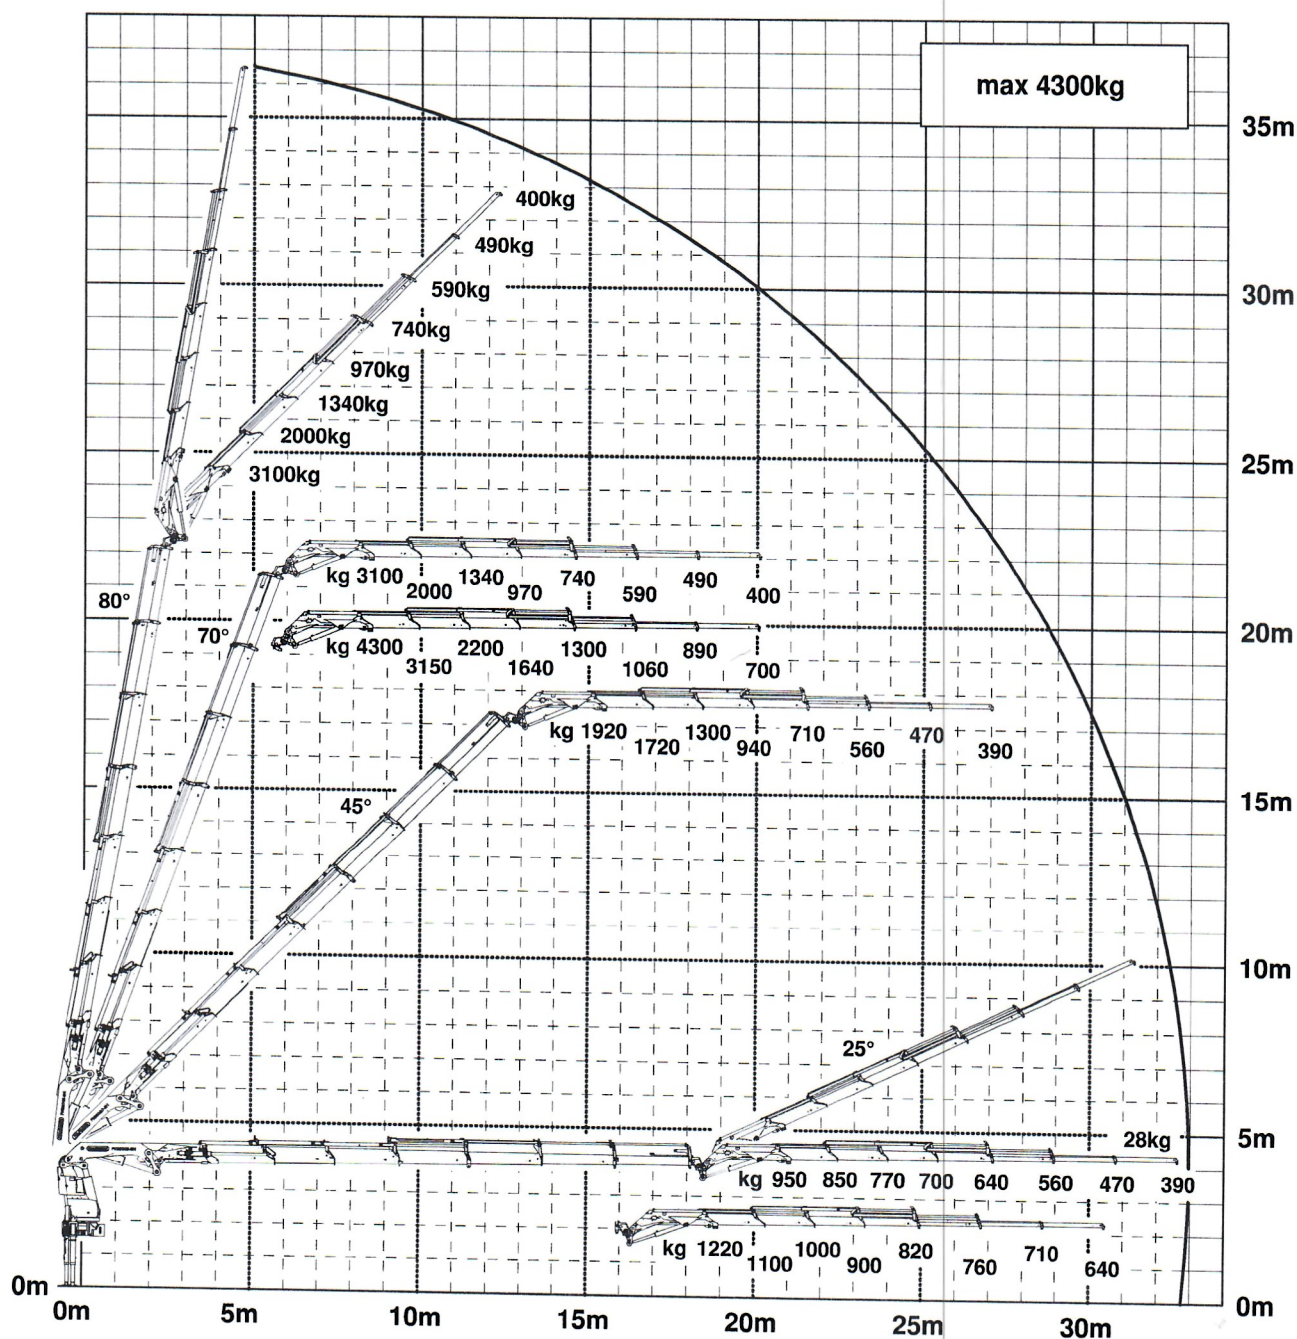 max 4300kg
35m
400kg
490kg
590kg
30m
740kg
970kg
1340kg
2000kg
25m
3100kg
kg 3100 1340 740 490
2000 970 590 400
80°
70°
20m
kg 4300 2200 1300 890
3150 1640 1060 700
kg 1920 1300 710 470
1720 940 560 390
45°
15m
10m
25°
28kg
5m
kg 950 850 770 700 640 560 470 390
kg 1220 1000 820 710
1100 900 760 640
0m
0m
0m 5m 10m 15m 20m 25m 30m